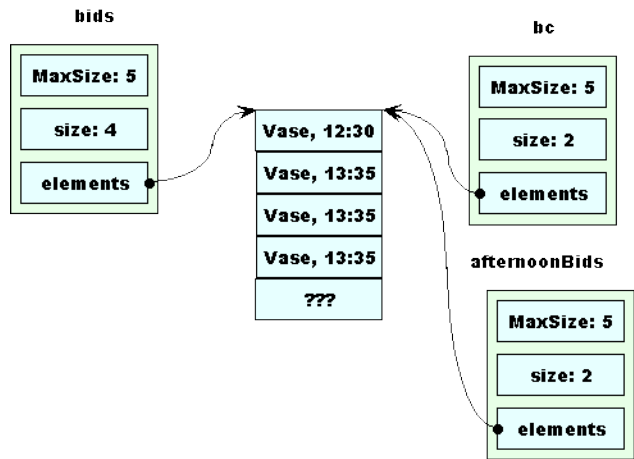 bids
MaxSize: 5
size: 4
elements
Vase, 12:30
Vase, 13:35
Vase, 13:35
Vase, 13:35
???
bc
MaxSize: 5
size: 2
elements
afternoonBids
MaxSize: 5
size: 2
elements